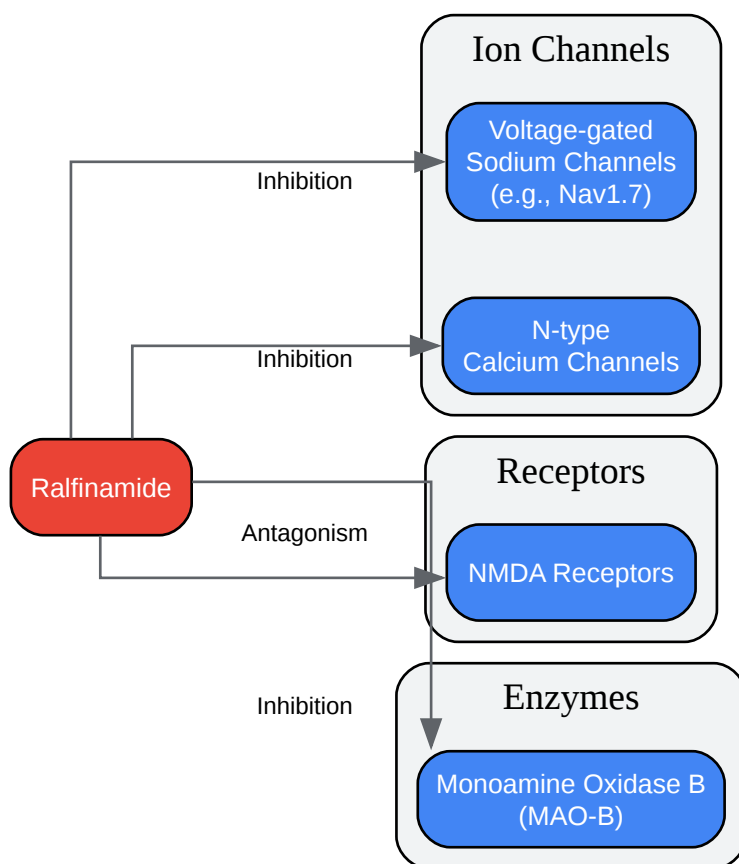 Ion Channels
Voltage-gated
Sodium Channels
(e.g., Nav1.7)
Inhibition
N-type
Calcium Channels
Inhibition
Ralfinamide
Receptors
Antagonism
NMDA Receptors
Enzymes
Inhibition
Monoamine Oxidase B
(MAO-B)